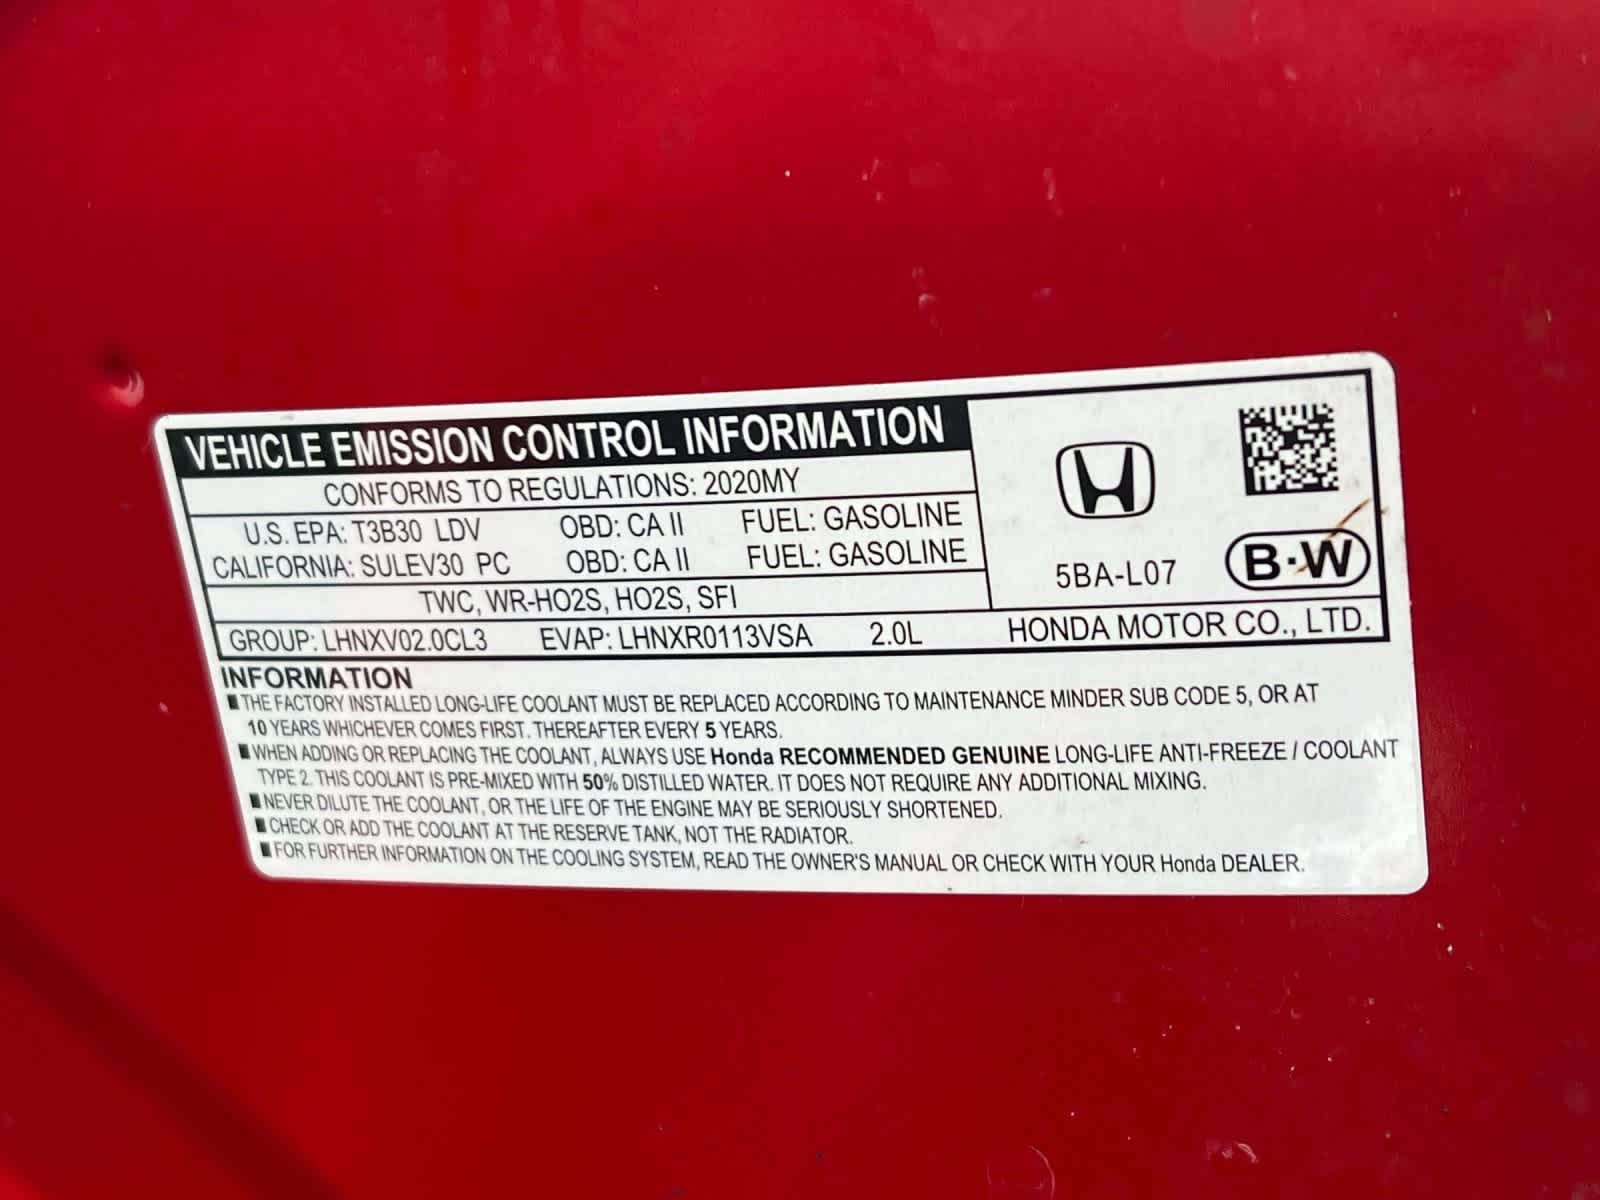 VEHICLE EMISSION CONTROL INFORMATION
CONFORMS TO REGULATIONS: 2020MY
U.S. EPA: T3B30 LDV OBD: CA II FUEL: GASOLINE
CALIFORNIA: SULEV30 PC OBD: CA II FUEL: GASOLINE
TWC, WR-HO2S, HO2S, SFI
GROUP: LHNXV02.0CL3 EVAP: LHNXR0113VSA 2.0L
5BA-L07
B·W
HONDA MOTOR CO., LTD.
INFORMATION
■ THE FACTORY INSTALLED LONG-LIFE COOLANT MUST BE REPLACED ACCORDING TO MAINTENANCE MINDER SUB CODE 5, OR AT
10 YEARS WHICHEVER COMES FIRST. THEREAFTER EVERY 5 YEARS.
■ WHEN ADDING OR REPLACING THE COOLANT, ALWAYS USE Honda RECOMMENDED GENUINE LONG-LIFE ANTI-FREEZE / COOLANT
TYPE 2. THIS COOLANT IS PRE-MIXED WITH 50% DISTILLED WATER. IT DOES NOT REQUIRE ANY ADDITIONAL MIXING.
■ NEVER DILUTE THE COOLANT, OR THE LIFE OF THE ENGINE MAY BE SERIOUSLY SHORTENED.
■ CHECK OR ADD THE COOLANT AT THE RESERVE TANK, NOT THE RADIATOR.
■ FOR FURTHER INFORMATION ON THE COOLING SYSTEM, READ THE OWNER'S MANUAL OR CHECK WITH YOUR Honda DEALER.